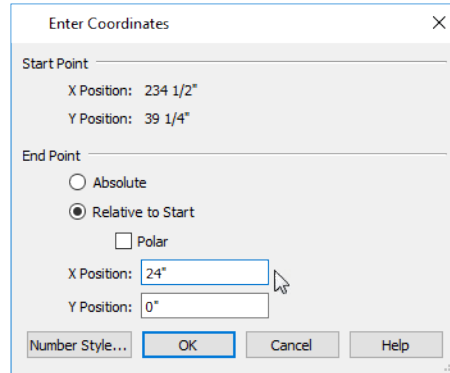 Enter Coordinates
Start Point
X Position: 234 1/2"
Y Position: 39 1/4"
End Point
Absolute
Relative to Start
Polar
X Position: 24"
Y Position: 0"
Number Style... OK Cancel Help